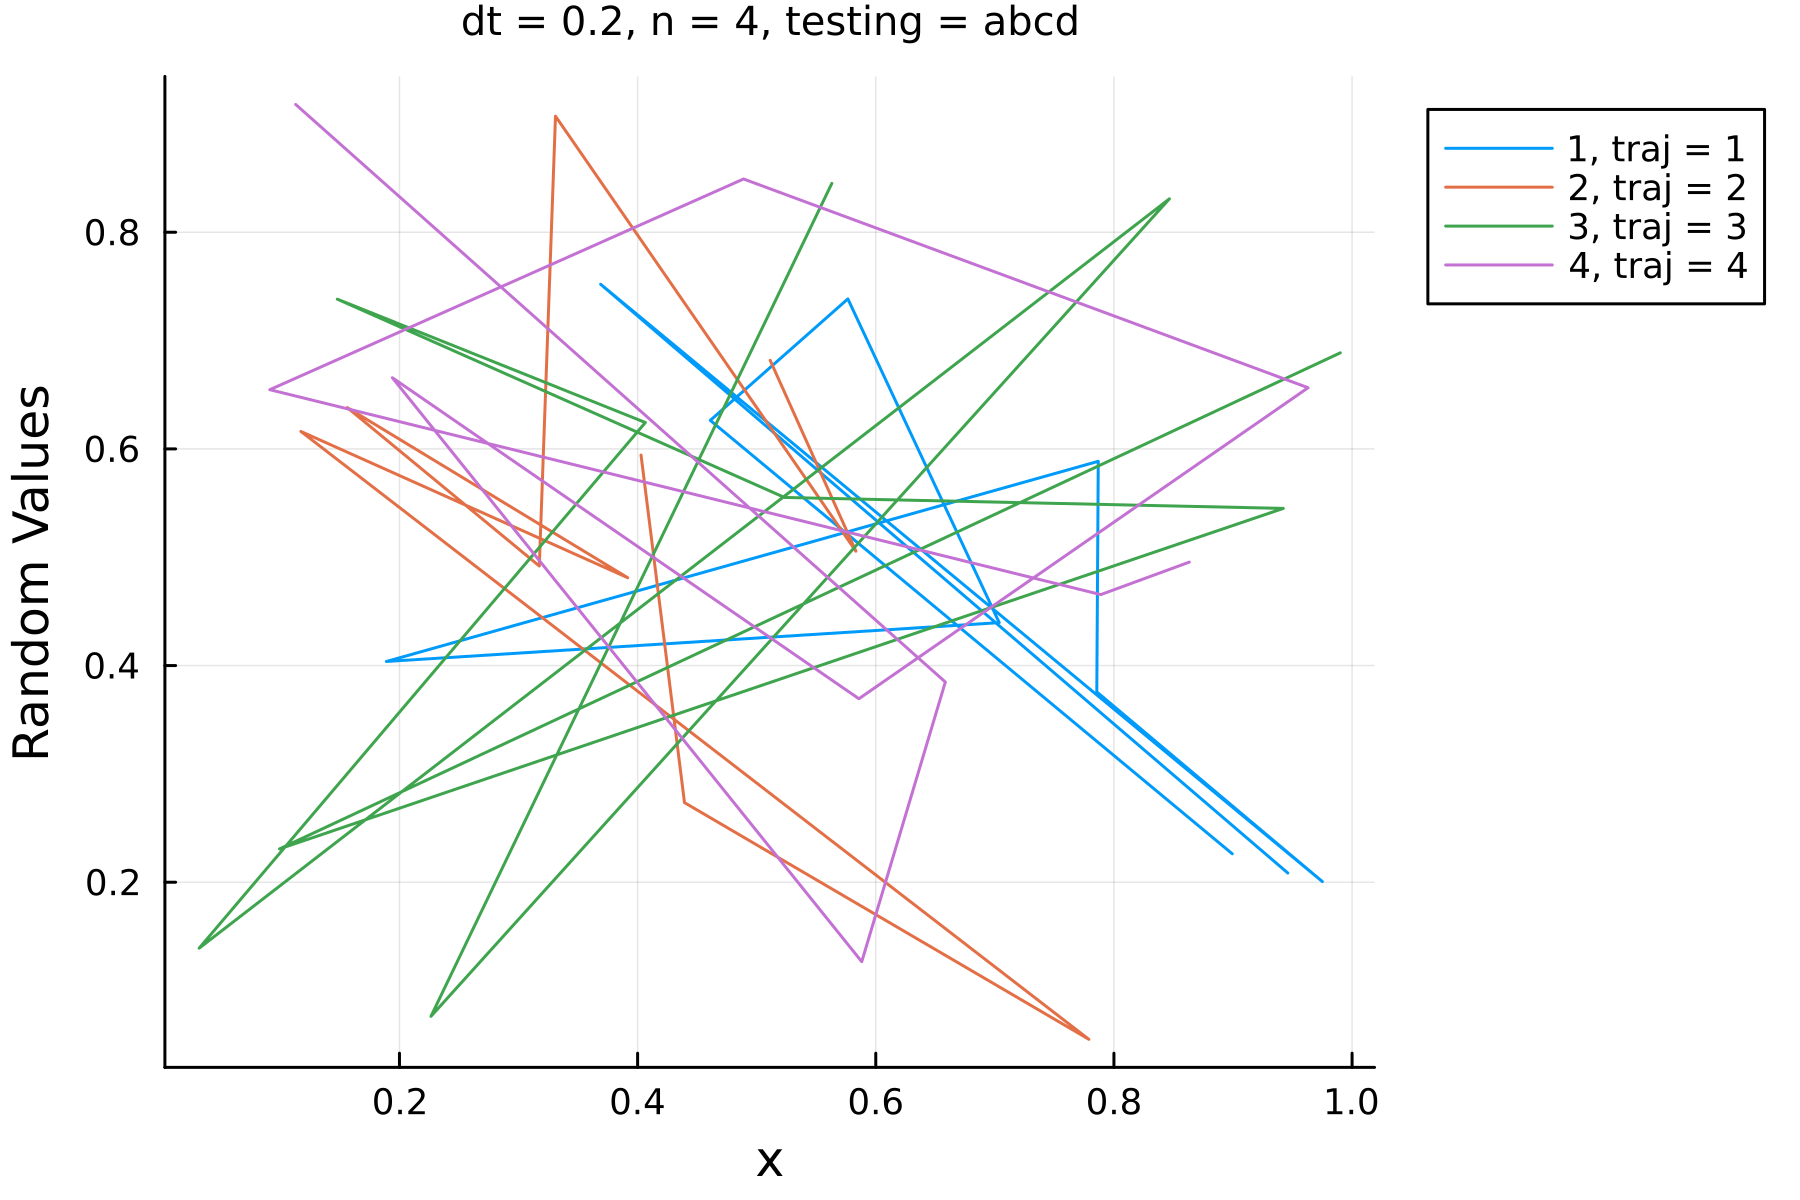 dt = 0.2, n = 4, testing = abcd
1, traj = 1
2, traj = 2
3, traj = 3
4, traj = 4
Random Values
0.8
0.6
0.4
0.2
0.2 0.4 0.6 0.8 1.0
x